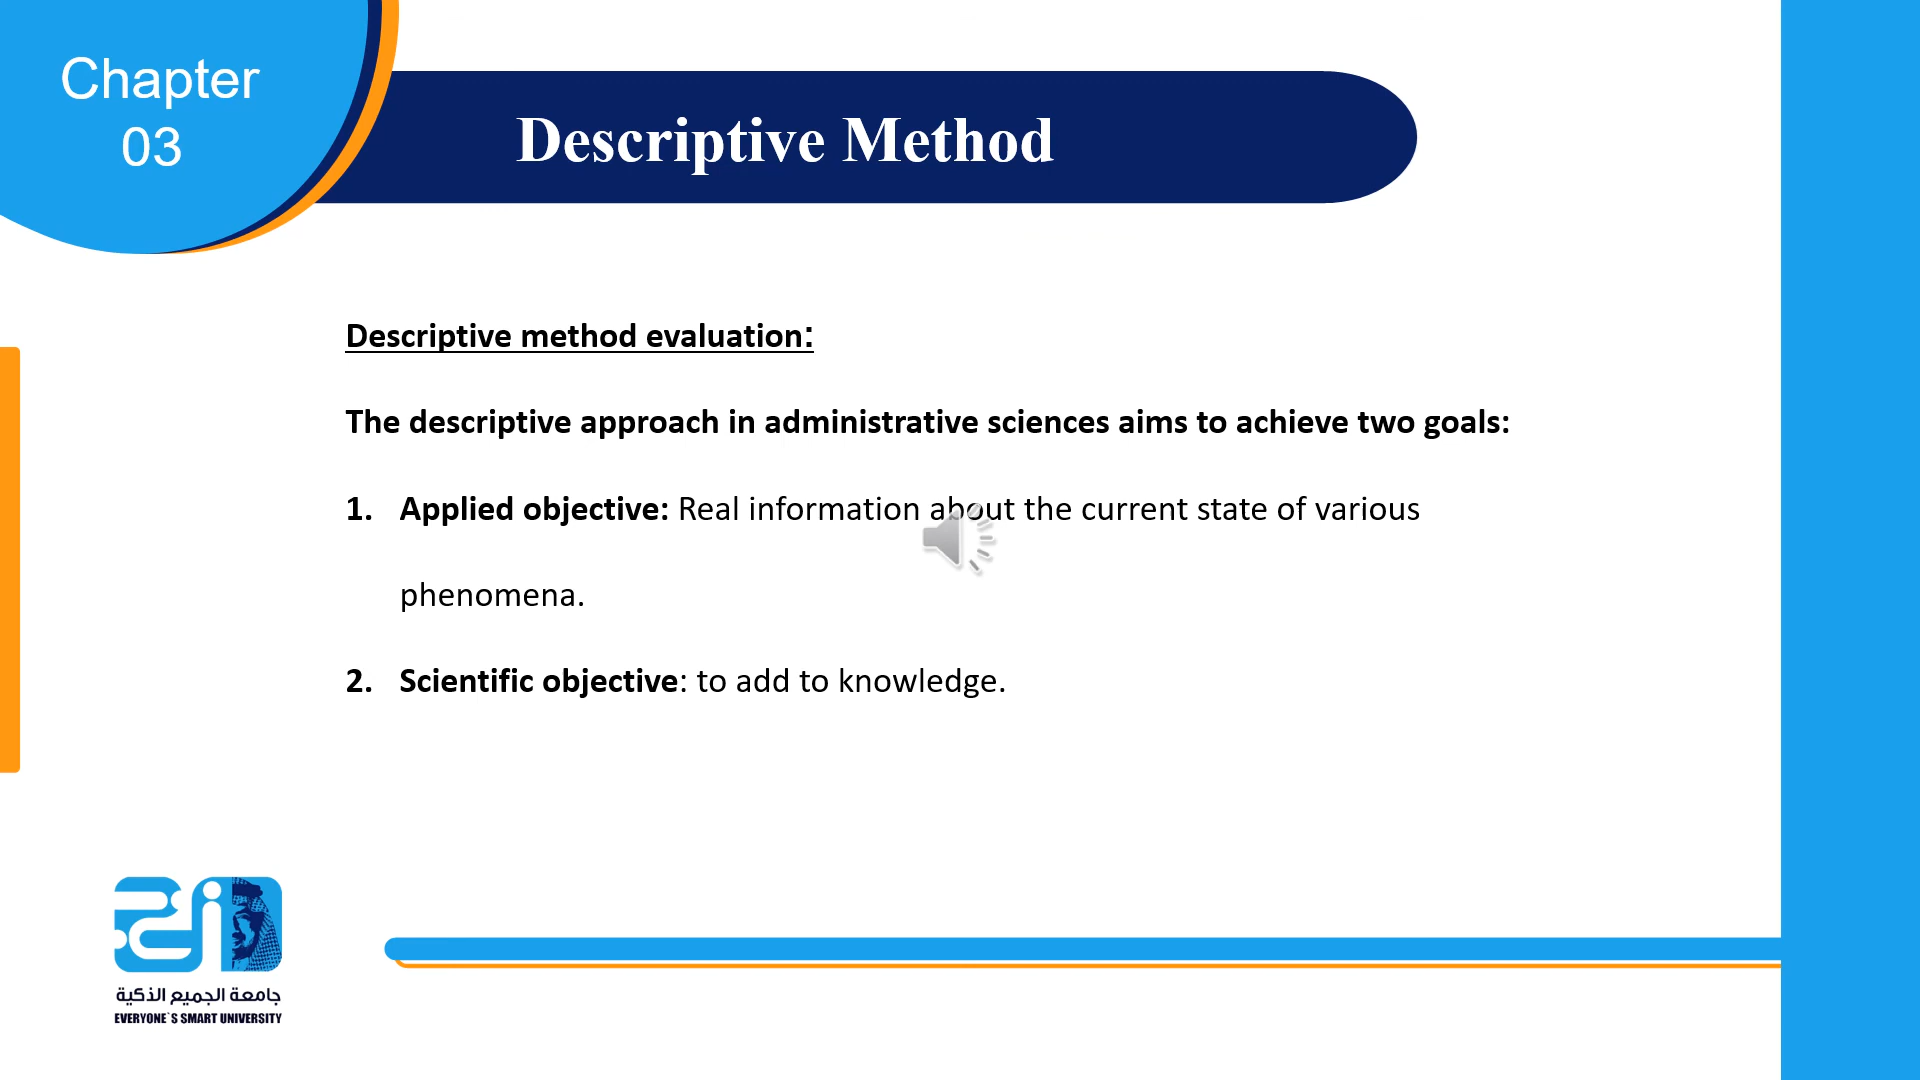 Chapter
03
Descriptive Method
Descriptive method evaluation:
The descriptive approach in administrative sciences aims to achieve two goals:
1. Applied objective: Real information about the current state of various
phenomena.
2. Scientific objective: to add to knowledge.
جامعة الجميع الذكية
EVERYONE`S SMART UNIVERSITY